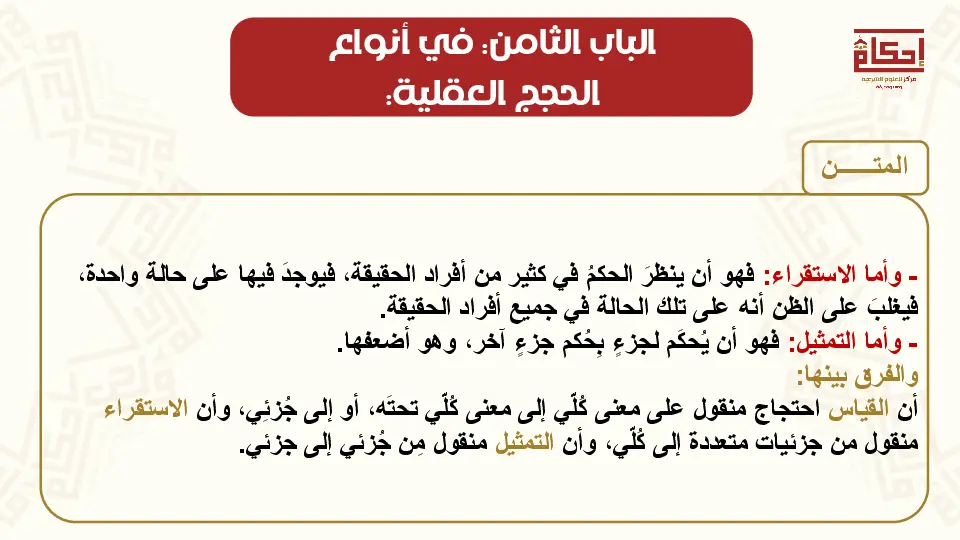 الباب الثامن: في أنواع
الحجج العقلية:
إحكام
مركز للعلوم الشرعية
المتـــــن
- وأما الاستقراء: فهو أن ينظرَ الحكمُ في كثير من أفراد الحقيقة، فيوجدَ فيها على حالة واحدة،
فيغلبَ على الظن أنه على تلك الحالة في جميع أفراد الحقيقة.
- وأما التمثيل: فهو أن يُحكَم لجزءٍ بِحُكم جزءٍ آخر، وهو أضعفها.
والفرق بينها:
أن القياس احتجاج منقول على معنى كُلّي إلى معنى كُلّي تحتَه، أو إلى جُزئِي، وأن الاستقراء
منقول من جزئيات متعددة إلى كُلّي، وأن التمثيل منقول مِن جُزئي إلى جزئي.